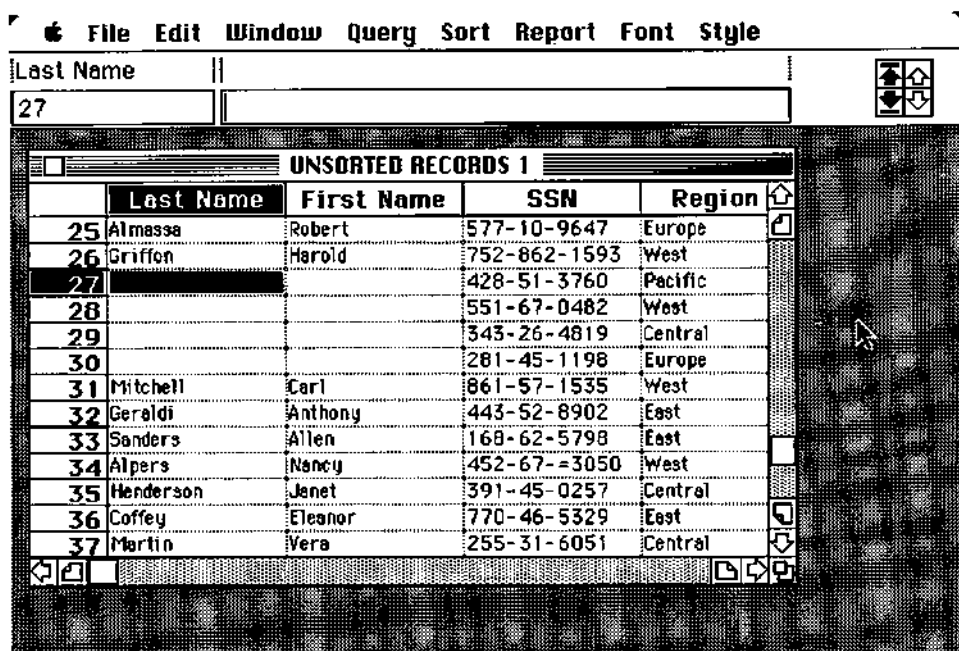 File Edit Window Query Sort Report Font Style
Last Name
27
UNSORTED RECORDS 1
Last Name First Name SSN Region
25 Almassa Robert 577-10-9647 Europe
26 Griffon Harold 752-862-1593 West
27 428-51-3760 Pacific
28 551-67-0482 West
29 343-26-4819 Central
30 281-45-1198 Europe
31 Mitchell Carl 861-57-1535 West
32 Geraldi Anthony 443-52-8902 East
33 Sanders Allen 168-62-5798 East
34 Alpers Nancy 452-67-=3050 West
35 Henderson Janet 391-45-0257 Central
36 Coffey Eleanor 770-46-5329 East
37 Martin Vera 255-31-6051 Central